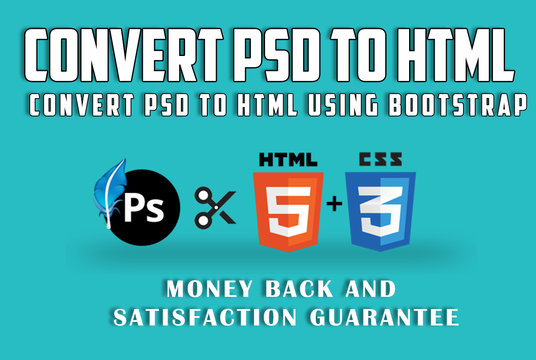 CONVERT PSD TO HTML
CONVERT PSD TO HTML USING BOOTSTRAP
HTML CSS
Ps 5 + 3
MONEY BACK AND
SATISFACTION GUARANTEE